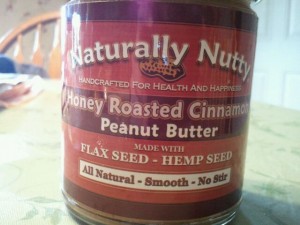 Naturally Nutty
HANDCRAFTED FOR HEALTH AND HAPPINESS
Honey Roasted Cinnamon
Peanut Butter
MADE WITH
FLAX SEED - HEMP SEED
All Natural - Smooth - No Stir